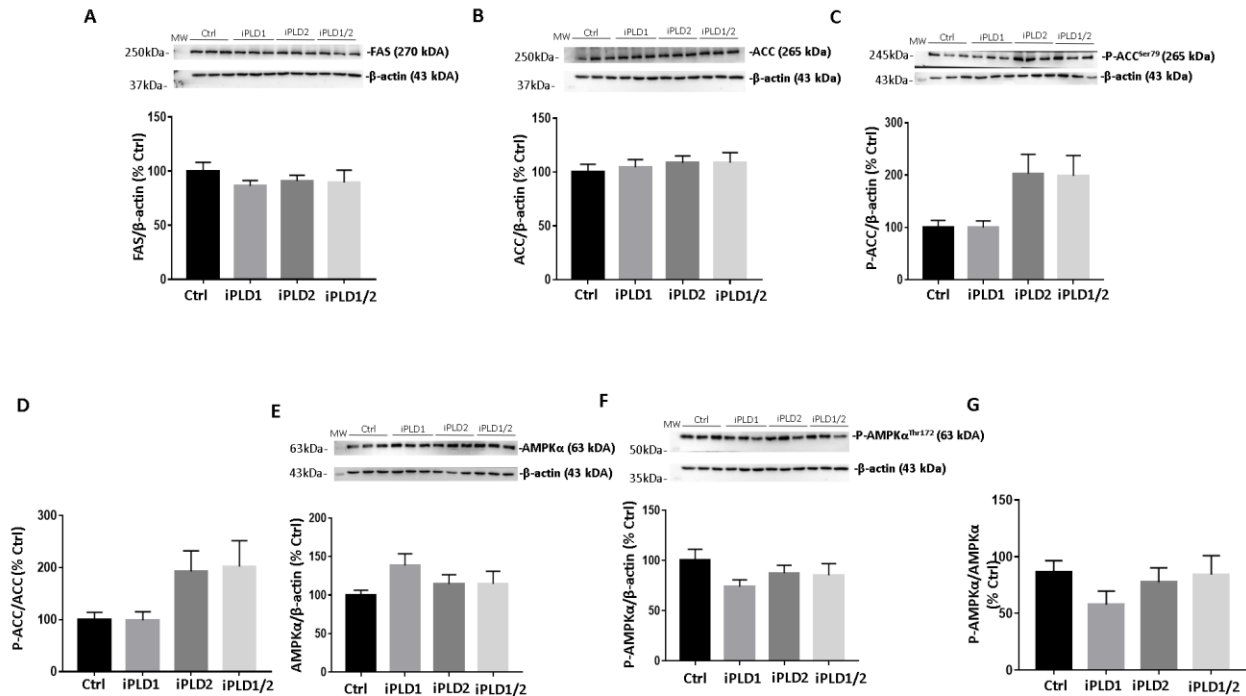 A
MW
Ctrl iPLD1 iPLD2 iPLD1/2
250kDa-
-FAS (270 kDA)
-β-actin (43 kDA)
37kDa-
FAS/β-actin (% Ctrl)
150
100
50
0
Ctrl iPLD1 iPLD2 iPLD1/2
B
MW
Ctrl iPLD1 iPLD2 iPLD1/2
250kDa-
-ACC (265 kDa)
-β-actin (43 kDa)
37kDa-
ACC/β-actin (% Ctrl)
150
100
50
0
Ctrl iPLD1 iPLD2 iPLD1/2
C
MW
Ctrl iPLD1 iPLD2 iPLD1/2
245kDa-
-P-ACCSer79 (265 kDa)
43kDa-
-β-actin (43 kDa)
P-ACC/β-actin (% Ctrl)
300
200
100
0
Ctrl iPLD1 iPLD2 iPLD1/2
D
P-ACC/ACC(% Ctrl)
300
200
100
0
Ctrl iPLD1 iPLD2 iPLD1/2
E
MW
Ctrl iPLD1 iPLD2 iPLD1/2
63kDa-
-AMPKα (63 kDA)
43kDa-
-β-actin (43 kDa)
AMPKα/β-actin (% Ctrl)
200
150
100
50
0
Ctrl iPLD1 iPLD2 iPLD1/2
F
MW
Ctrl iPLD1 iPLD2 iPLD1/2
-P-AMPKαThr172 (63 kDA)
50kDa-
-β-actin (43 kDa)
35kDa-
P-AMPKα/β-actin (% Ctrl)
150
100
50
0
Ctrl iPLD1 iPLD2 iPLD1/2
G
P-AMPKα/AMPKα
(% Ctrl)
150
100
50
0
Ctrl iPLD1 iPLD2 iPLD1/2